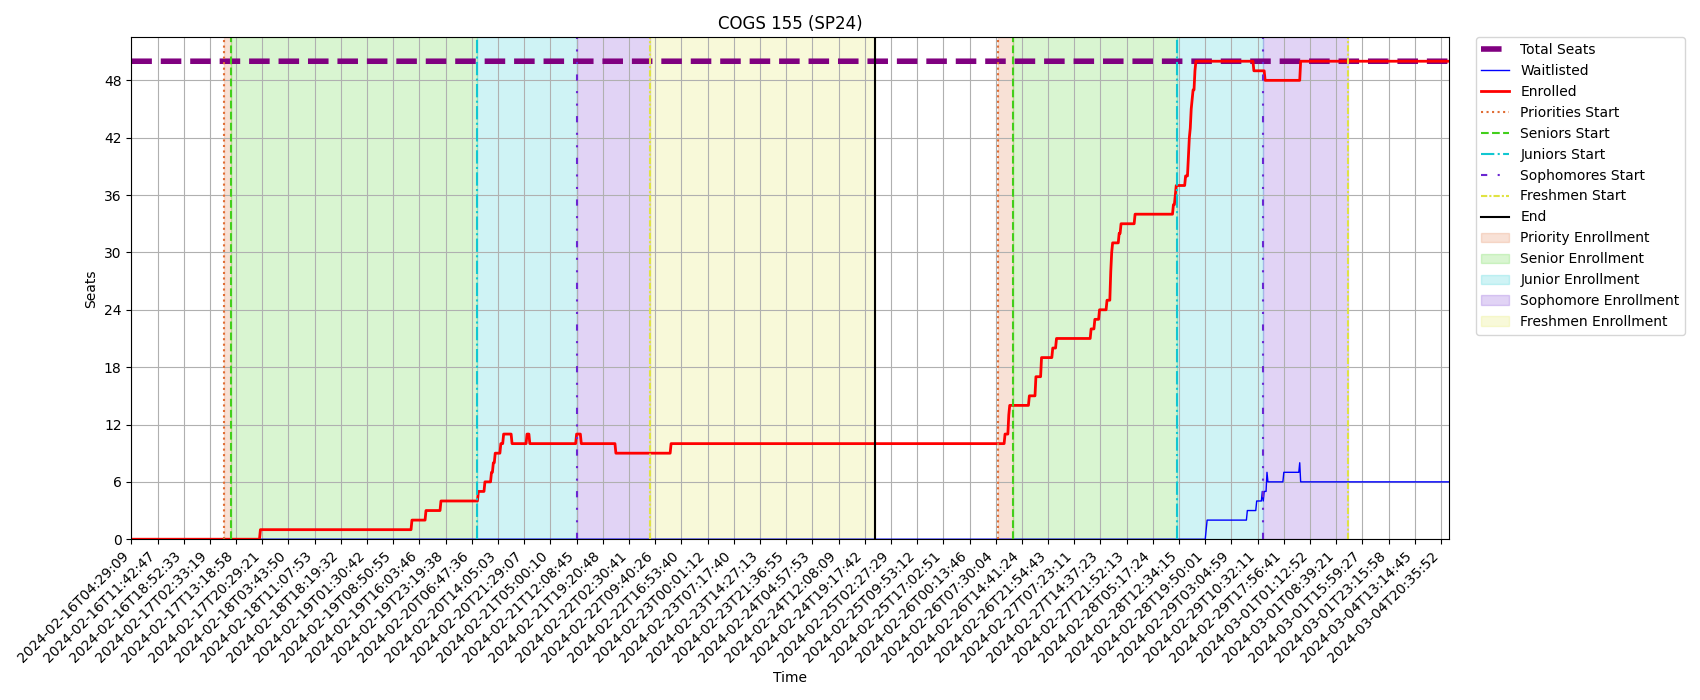 COGS 155 (SP24)
Seats
48
42
36
30
24
18
12
6
0
2024-02-16T04:29:09
2024-02-16T11:42:47
2024-02-16T18:52:33
2024-02-17T02:33:19
2024-02-17T13:18:58
2024-02-17T20:29:21
2024-02-18T03:43:50
2024-02-18T11:07:53
2024-02-18T18:19:32
2024-02-19T01:30:42
2024-02-19T08:50:55
2024-02-19T16:03:46
2024-02-19T23:19:38
2024-02-20T06:47:36
2024-02-20T14:05:03
2024-02-20T21:29:07
2024-02-21T05:00:10
2024-02-21T12:08:45
2024-02-21T19:20:48
2024-02-22T02:30:41
2024-02-22T09:40:26
2024-02-22T16:53:40
2024-02-23T00:01:12
2024-02-23T07:17:40
2024-02-23T14:27:13
2024-02-23T21:36:55
2024-02-24T04:57:53
2024-02-24T12:08:09
2024-02-24T19:17:42
2024-02-25T02:27:29
2024-02-25T09:53:12
2024-02-25T17:02:51
2024-02-26T00:13:46
2024-02-26T07:30:04
2024-02-26T14:41:24
2024-02-26T21:54:43
2024-02-27T07:23:11
2024-02-27T14:37:23
2024-02-27T21:52:13
2024-02-28T05:17:24
2024-02-28T12:34:15
2024-02-28T19:50:01
2024-02-29T03:04:59
2024-02-29T10:32:11
2024-02-29T17:56:41
2024-03-01T01:12:52
2024-03-01T08:39:21
2024-03-01T15:59:27
2024-03-01T23:15:58
2024-03-04T13:14:45
2024-03-04T20:35:52
Time
Total Seats
Waitlisted
Enrolled
Priorities Start
Seniors Start
Juniors Start
Sophomores Start
Freshmen Start
End
Priority Enrollment
Senior Enrollment
Junior Enrollment
Sophomore Enrollment
Freshmen Enrollment